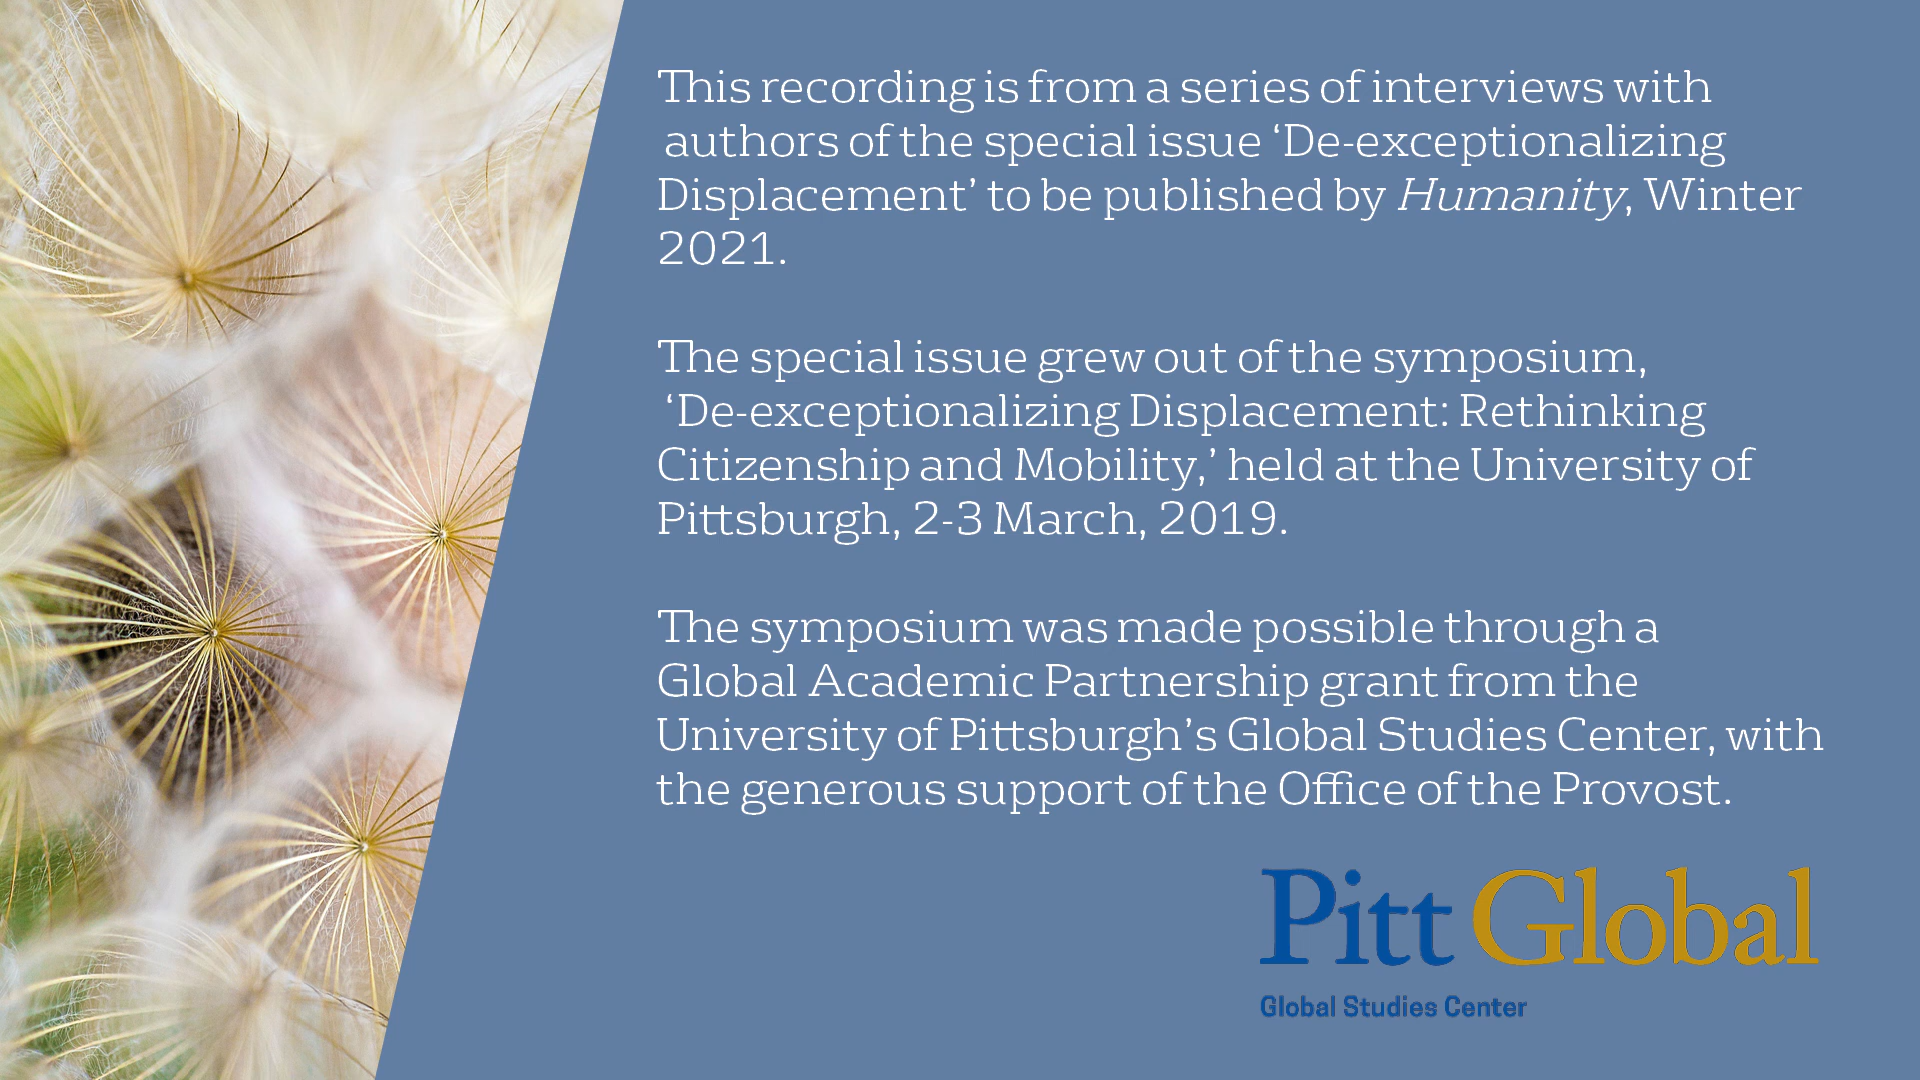 This recording is from a series of interviews with
authors of the special issue ‘De-exceptionalizing
Displacement’ to be published by Humanity, Winter
2021.
The special issue grew out of the symposium,
‘De-exceptionalizing Displacement: Rethinking
Citizenship and Mobility,’ held at the University of
Pittsburgh, 2-3 March, 2019.
The symposium was made possible through a
Global Academic Partnership grant from the
University of Pittsburgh’s Global Studies Center, with
the generous support of the Office of the Provost.
Pitt Global
Global Studies Center